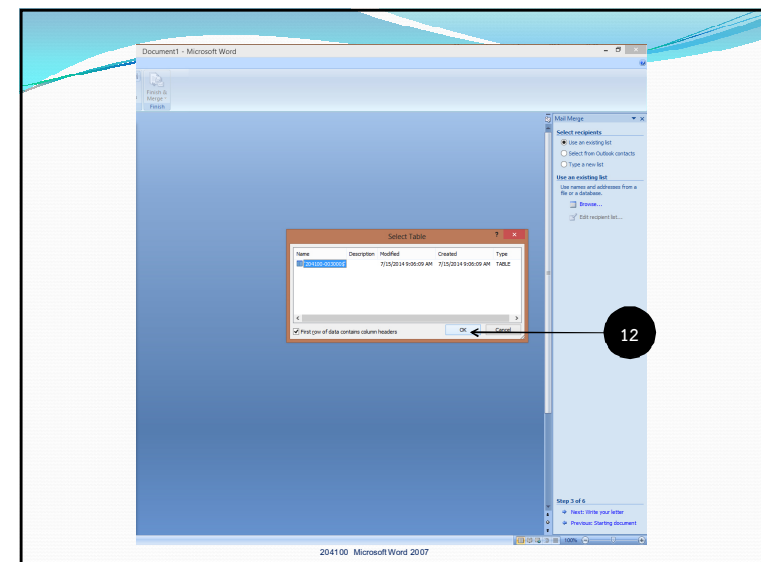 Document1 - Microsoft Word
Finish &
Merge
Finish
Mail Merge
Select recipients
Use an existing list
Select from Outlook contacts
Type a new list
Use an existing list
Use names and addresses from a
file or a database.
Browse...
Edit recipient list...
Select Table
Name Description Modified Created Type
7/15/2014 9:06:09 AM 7/15/2014 9:06:09 AM TABLE
First row of data contains column headers
OK Cancel
12
Step 3 of 6
Next: Write your letter
Previous: Starting document
100%
204100 Microsoft Word 2007